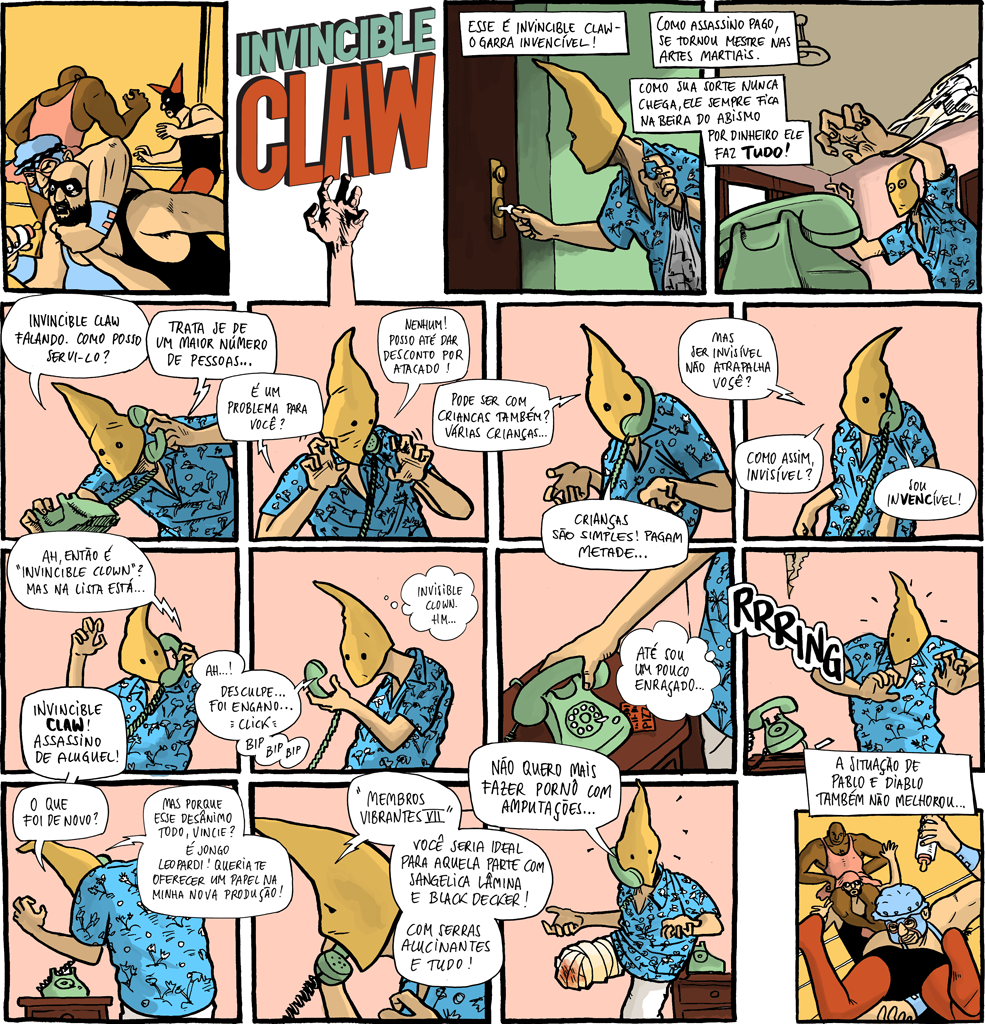 INVINCIBLE
CLAW
ESSE É INVINCIBLE CLAW-
O GARRA INVENCÍVEL!
COMO ASSASSINO PAGO,
SE TORNOU MESTRE NAS
ARTES MARTIAIS.
COMO SUA SORTE NUNCA
CHEGA, ELE SEMPRE FICA
NA BEIRA DO ABISMO
POR DINHEIRO ELE
FAZ TUDO!
INVINCIBLE CLAW
FALANDO. COMO POSSO
SERVI-LO?
TRATA JE DE
UM MAIOR NÚMERO
DE PESSOAS...
É UM
PROBLEMA PARA
VOCÊ?
NENHUM!
POSSO ATÉ DAR
DESCONTO POR
ATACADO!
PODE SER COM
CRIANCAS TAMBÉM?
VÁRIAS CRIANÇAS...
CRIANÇAS
SÃO SIMPLES! PAGAM
METADE...
MAS
SER INVISÍVEL
NÃO ATRAPALHA
VOÇÊ?
COMO ASSIM,
INVISÍVEL?
SOU
INVENCÍVEL!
AH, ENTÃO É
"INVINCIBLE CLOWN"?
MAS NA LISTA ESTÁ...
INVINCIBLE
CLAW!
ASSASSINO
DE ALUGUEL!
INVISIBLE
CLOWN.
HM...
AH...!
DESCULPE...
FOI ENGANO...
=CLICK=
BIP BIP BIP
ATÉ SOU
UM POUCO
ENRAÇADO...
PIZZ
RRRING
O QUE
FOI DE NOVO?
MAS PORQUE
ESSE DESÂNIMO
TODO, VINCIE?
É JONGO
LEOPARDI! QUERIA TE
OFERECER UM PAPEL NA
MINHA NOVA PRODUÇÃO!
"MEMBROS
VIBRANTES VII"
VOCÊ SERIA IDEAL
PARA AQUELA PARTE COM
SANGELICA LÂMINA
E BLACK DECKER!
COM SERRAS
ALUCINANTES
E TUDO!
NÃO QUERO MAIS
FAZER PORNÔ COM
AMPUTAÇÕES...
A SITUAÇÃO DE
PABLO E DIABLO
TAMBÉM NÃO MELHOROU...